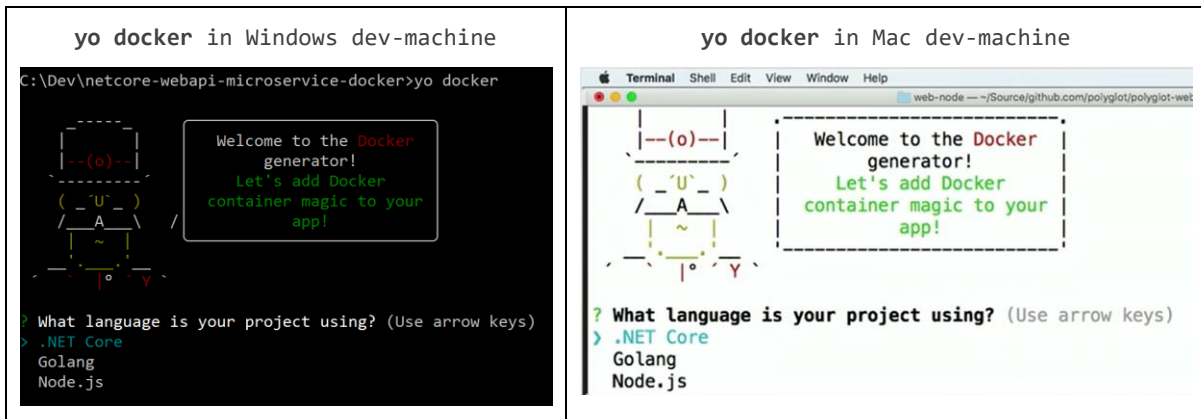 yo docker in Windows dev-machine
C:\Dev\netcore-webapi-microservice-docker>yo docker
Welcome to the Docker
generator!
Let's add Docker
container magic to your
app!
? What language is your project using? (Use arrow keys)
> .NET Core
Golang
Node.js
yo docker in Mac dev-machine
Terminal Shell Edit View Window Help
web-node — ~/Source/github.com/polyglot/polyglot-web
Welcome to the Docker
generator!
Let's add Docker
container magic to your
app!
? What language is your project using? (Use arrow keys)
❯ .NET Core
Golang
Node.js